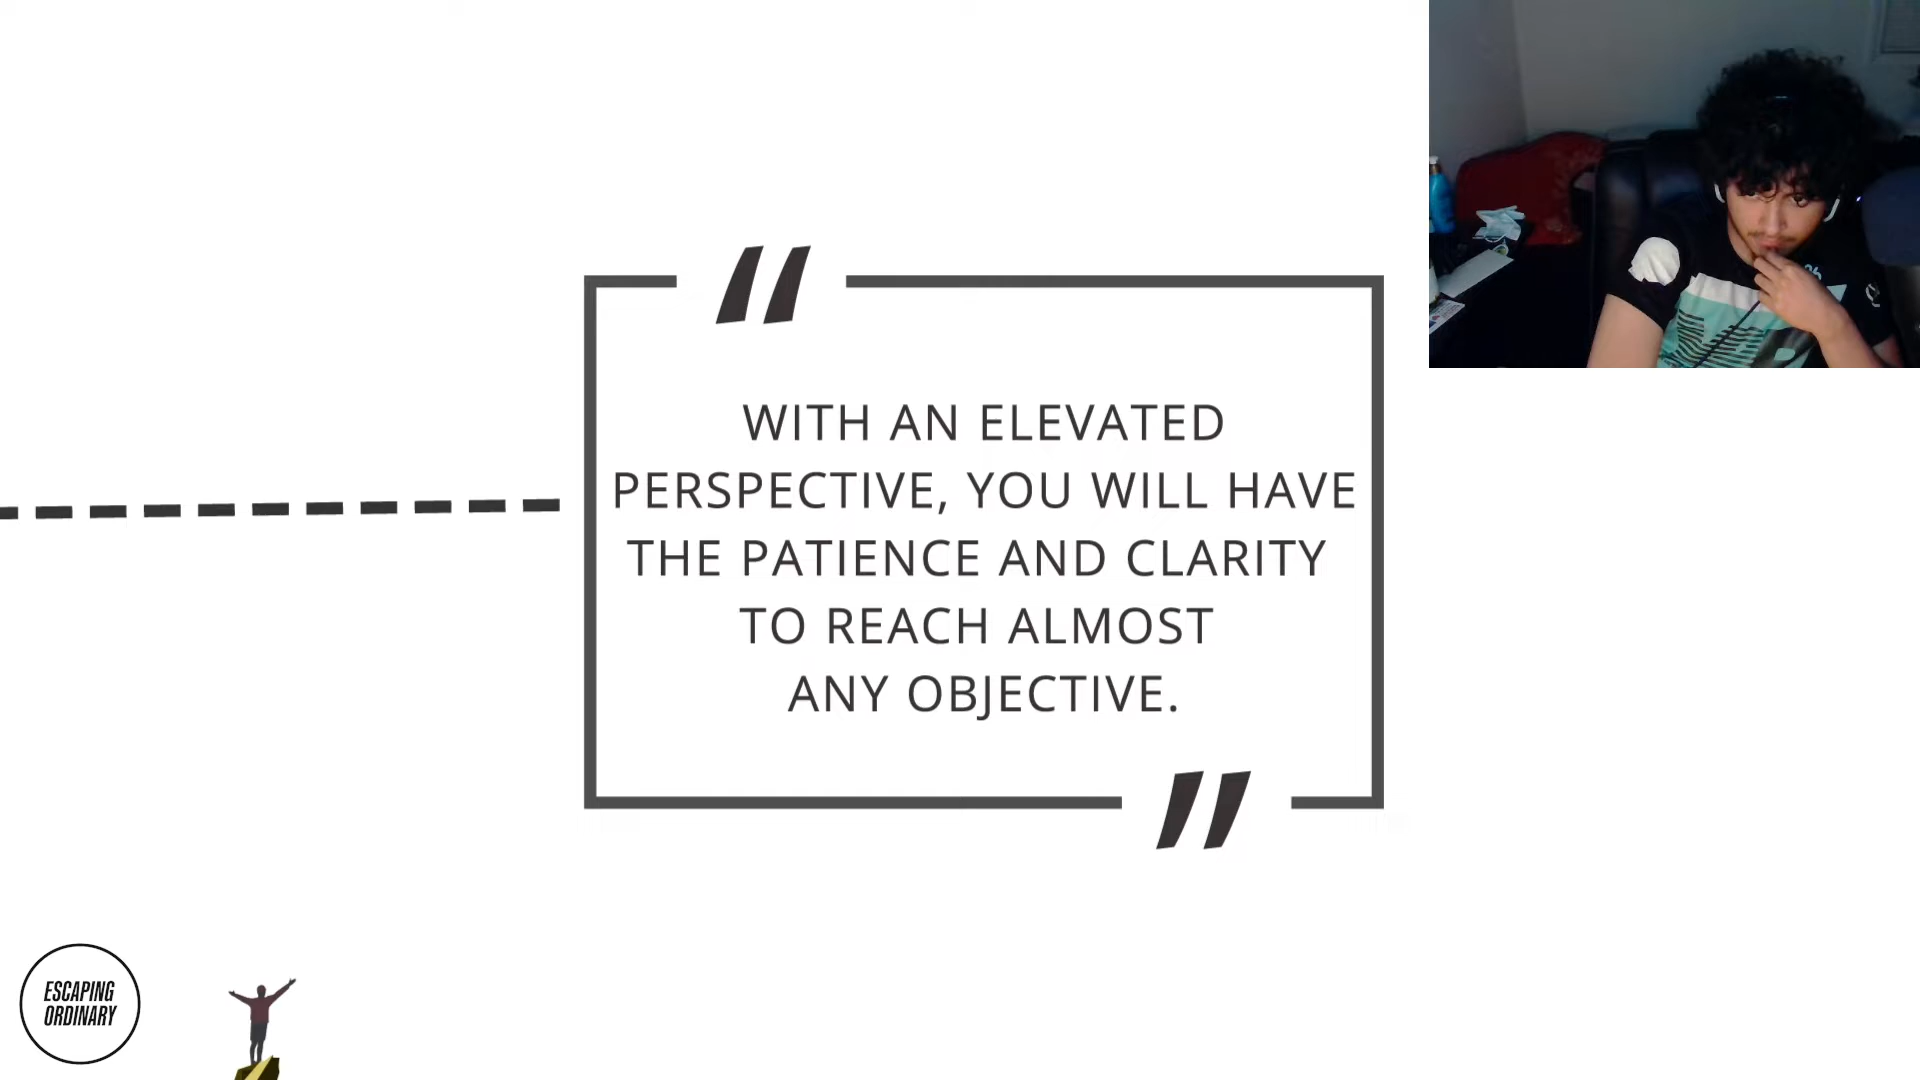 WITH AN ELEVATED
PERSPECTIVE, YOU WILL HAVE
THE PATIENCE AND CLARITY
TO REACH ALMOST
ANY OBJECTIVE.
ESCAPING
ORDINARY